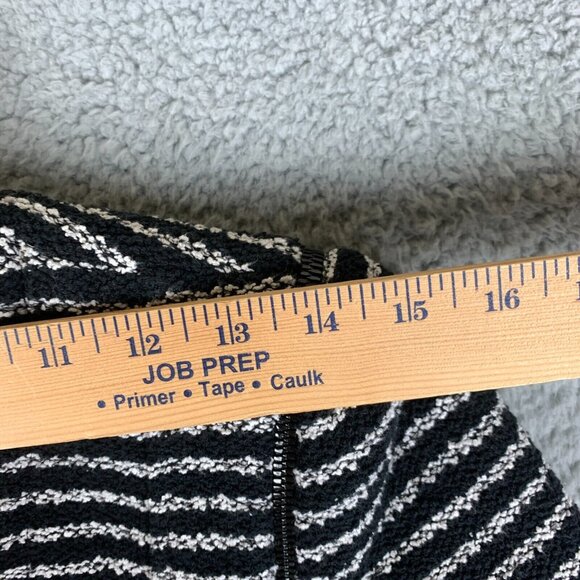 11 12 13 14 15 16
JOB PREP
• Primer • Tape • Caulk